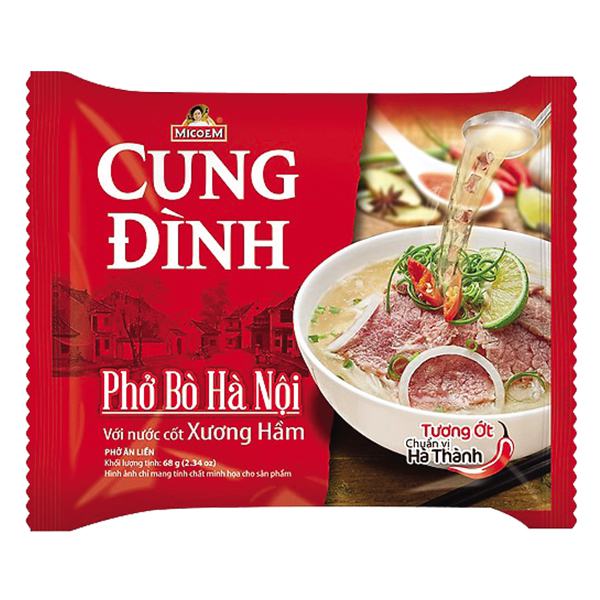 MICOEM
CUNG
ĐÌNH
Phở Bò Hà Nội
Với nước cốt Xương Hầm
PHỞ ĂN LIỀN
Khối lượng tịnh: 68 g (2.34 oz)
Hình ảnh chỉ mang tính chất minh họa cho sản phẩm
Tương Ớt
Chuẩn vị
Hà Thành